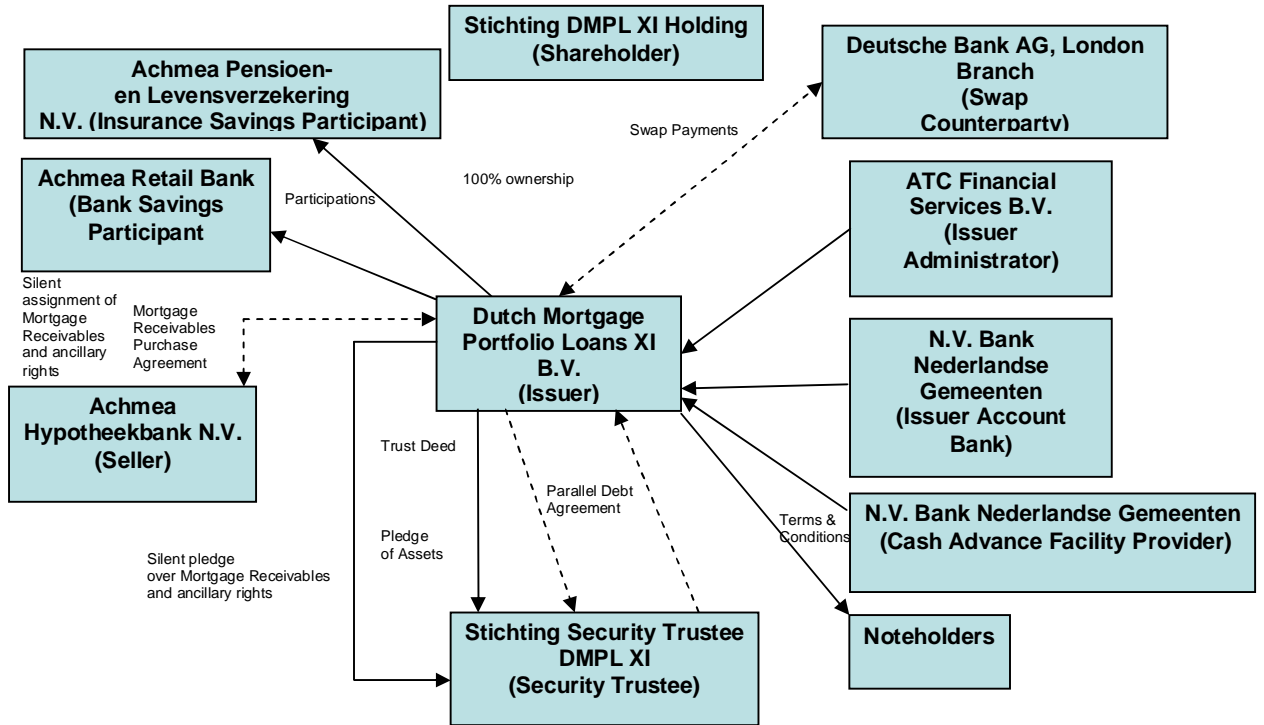 Stichting DMPL XI Holding
(Shareholder)
Deutsche Bank AG, London
Branch
(Swap
Counterparty)
Achmea Pensioen-
en Levensverzekering
N.V. (Insurance Savings Participant)
Swap Payments
Achmea Retail Bank
(Bank Savings
Participant
Participations
100% ownership
ATC Financial
Services B.V.
(Issuer
Administrator)
Silent
assignment of
Mortgage
Receivables
and ancillary
rights
Mortgage
Receivables
Purchase
Agreement
Dutch Mortgage
Portfolio Loans XI
B.V.
(Issuer)
N.V. Bank
Nederlandse
Gemeenten
(Issuer Account
Bank)
Achmea
Hypotheekbank N.V.
(Seller)
Trust Deed
Parallel Debt
Agreement
Terms &
Conditions
N.V. Bank Nederlandse Gemeenten
(Cash Advance Facility Provider)
Pledge
of Assets
Silent pledge
over Mortgage Receivables
and ancillary rights
Stichting Security Trustee
DMPL XI
(Security Trustee)
Noteholders